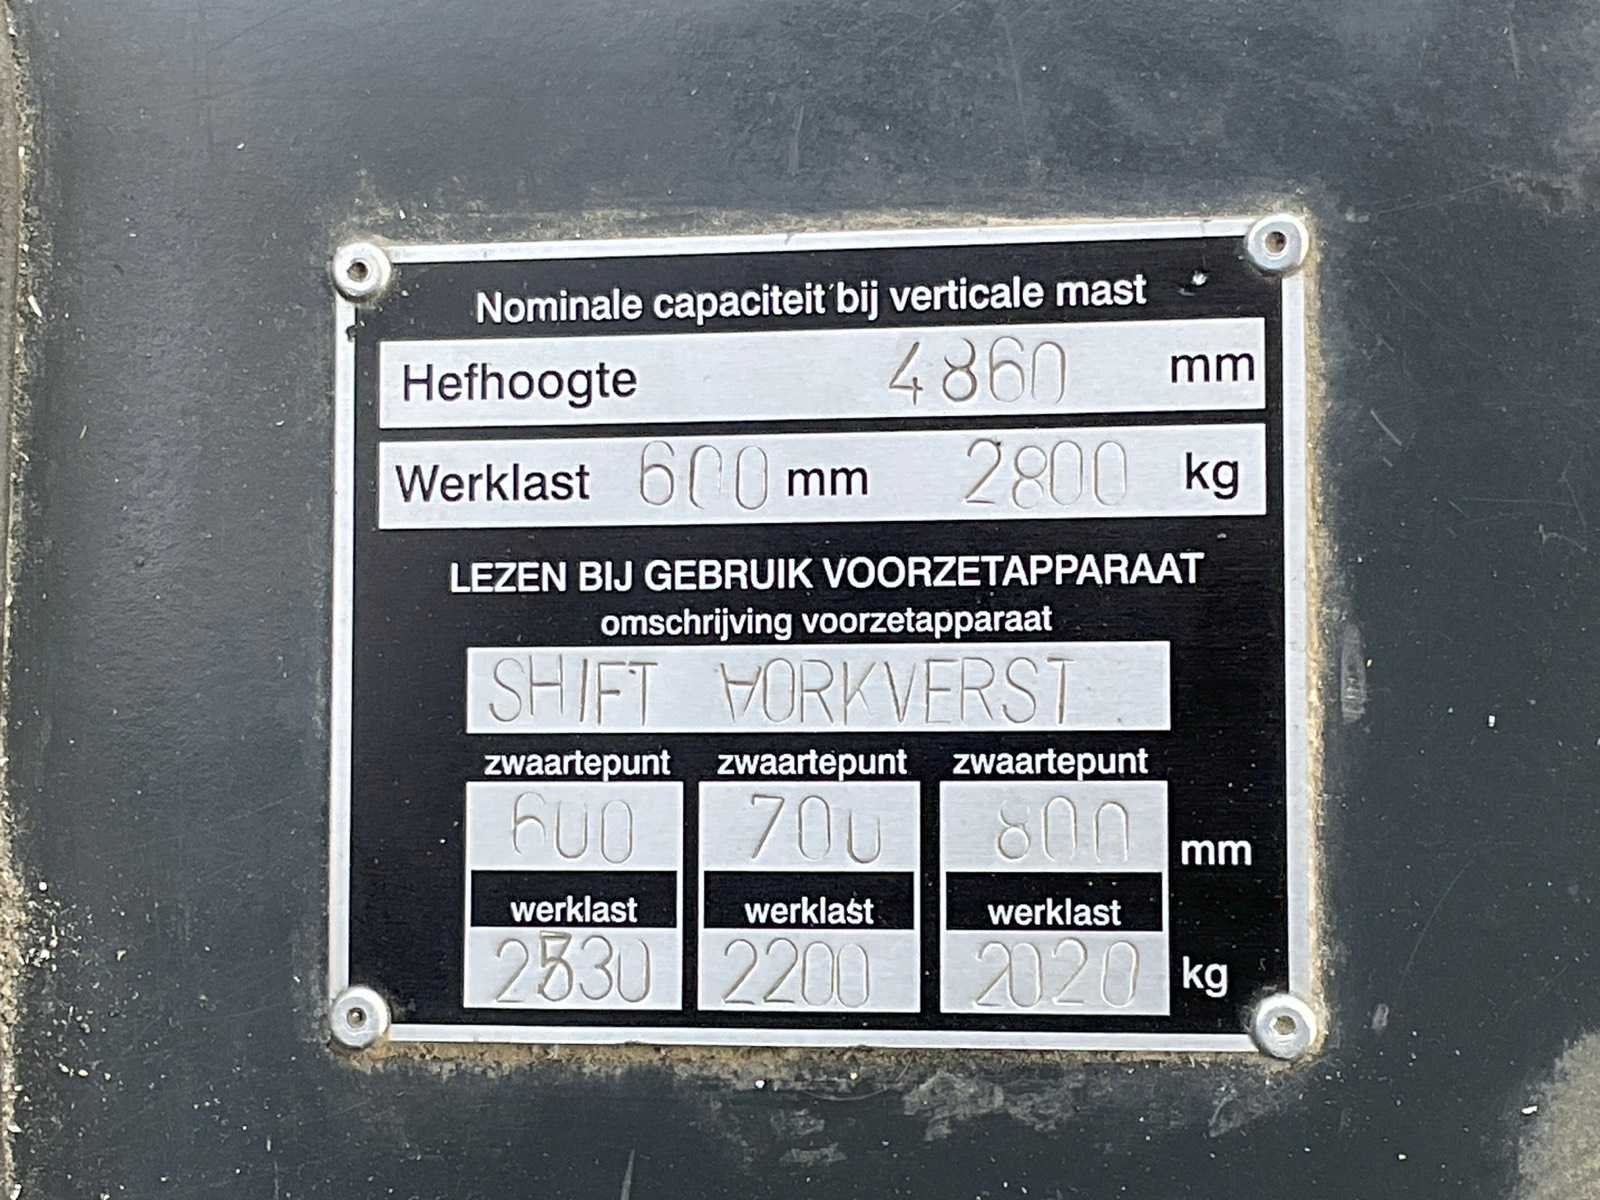 Nominale capaciteit bij verticale mast
Hefhoogte 4860 mm
Werklast 600 mm 2800 kg
LEZEN BIJ GEBRUIK VOORZETAPPARAAT
omschrijving voorzetapparaat
SHIFT VORKVERST
zwaartepunt zwaartepunt zwaartepunt
600 700 800 mm
werklast werklast werklast
2200 2020 kg